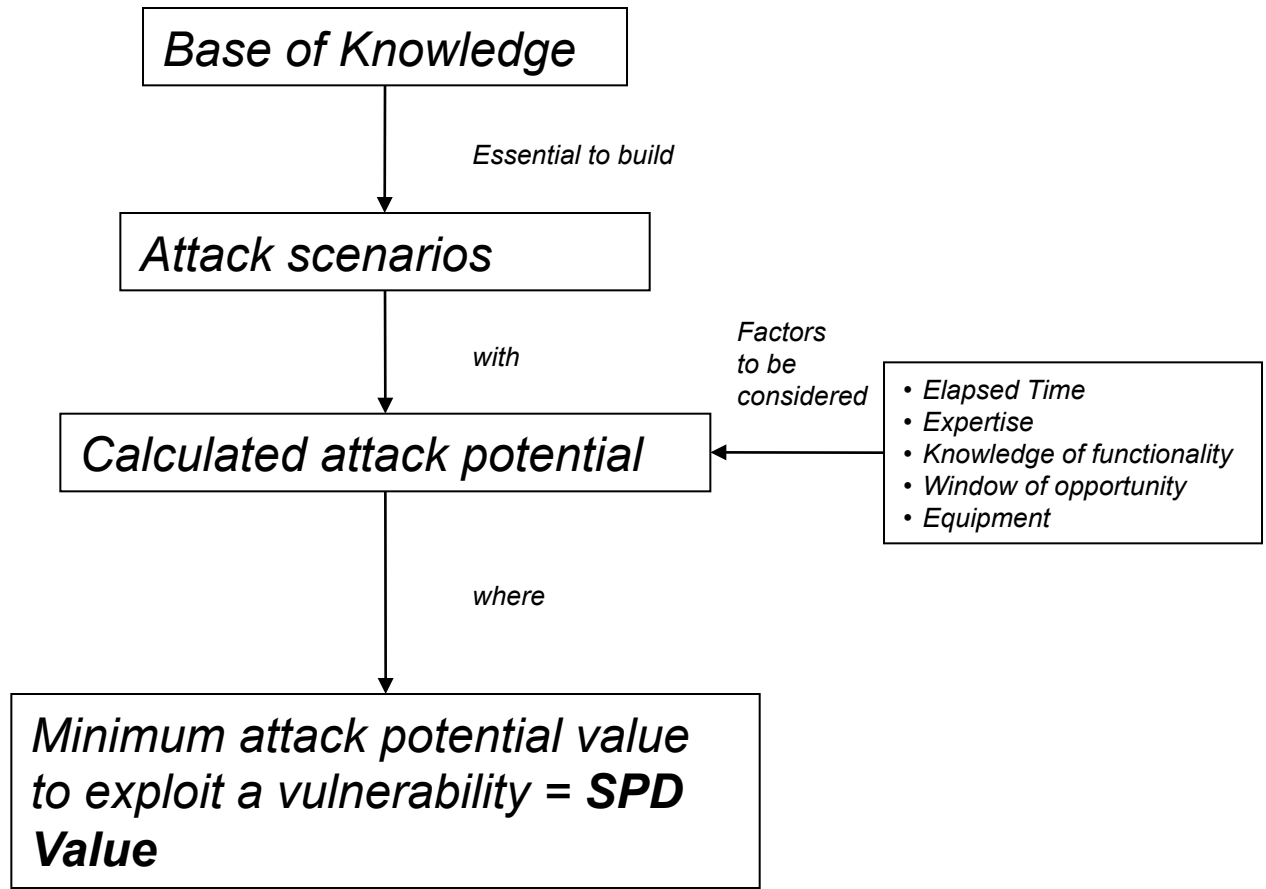 Base of Knowledge
Essential to build
Attack scenarios
with
Factors
to be
considered
• Elapsed Time
• Expertise
• Knowledge of functionality
• Window of opportunity
• Equipment
Calculated attack potential
where
Minimum attack potential value
to exploit a vulnerability = SPD
Value